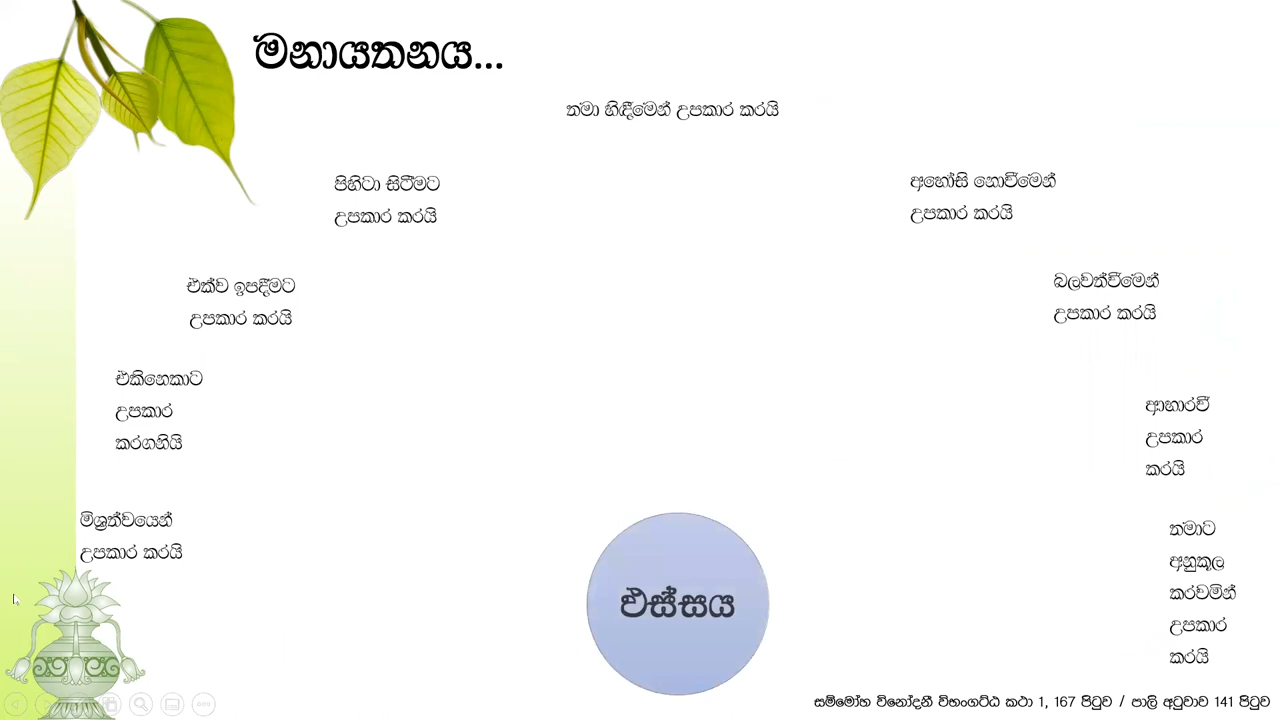 මනායතනය...
තමා හිඳීමෙන් උපකාර කරයි
පිහිටා සිටීමට
උපකාර කරයි
අහෝසි නොවීමෙන්
උපකාර කරයි
එක්ව ඉපදීමට
උපකාර කරයි
බලවත්වීමෙන්
උපකාර කරයි
එකිනෙකාට
උපකාර
කරගනියි
ආහාරවී
උපකාර
කරයි
මිශ්‍රත්වයෙන්
උපකාර කරයි
තමාට
අනුකූල
කරවමින්
උපකාර
කරයි
ඵස්සය
සම්මෝහ විනෝදනී විභංගට්ඨ කථා 1, 167 පිටුව / පාලි අටුවාව 141 පිටුව